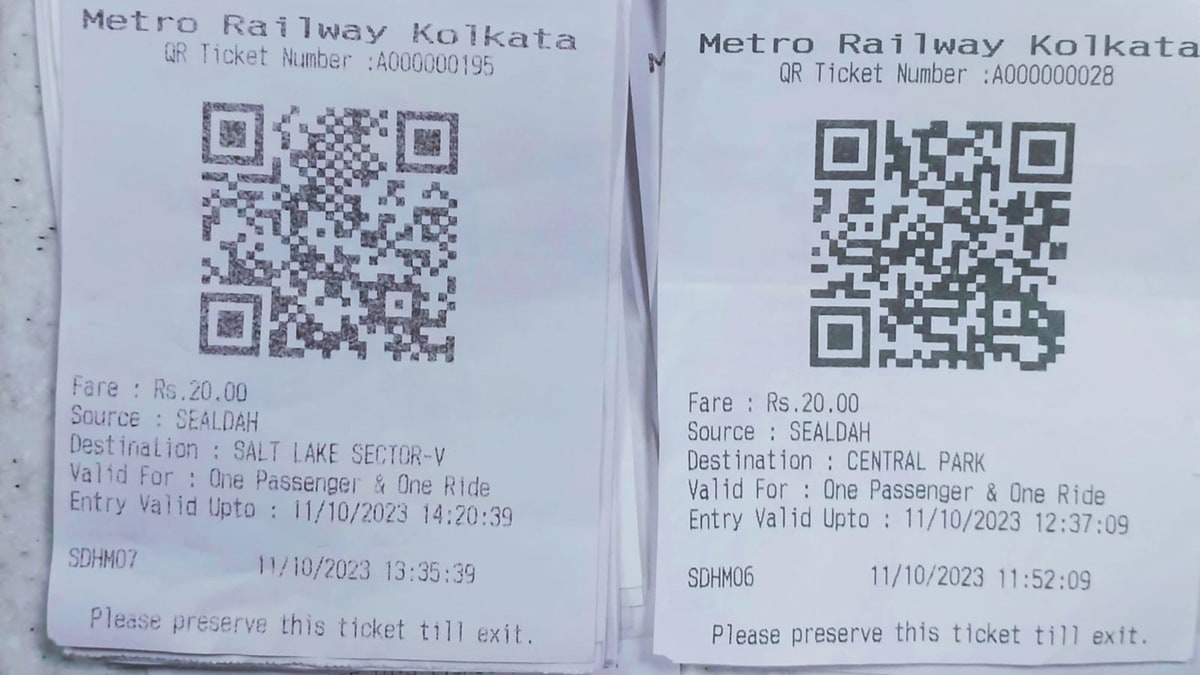 Metro Railway Kolkata
QR Ticket Number :A000000195
Fare : Rs.20.00
Source : SEALDAH
Destination : SALT LAKE SECTOR-V
Valid For : One Passenger & One Ride
Entry Valid Upto : 11/10/2023 14:20:39
SDHM07 11/10/2023 13:35:39
Please preserve this ticket till exit.
Metro Railway Kolkata
QR Ticket Number :A000000028
Fare : Rs.20.00
Source : SEALDAH
Destination : CENTRAL PARK
Valid For : One Passenger & One Ride
Entry Valid Upto : 11/10/2023 12:37:09
SDHM06 11/10/2023 11:52:09
Please preserve this ticket till exit.